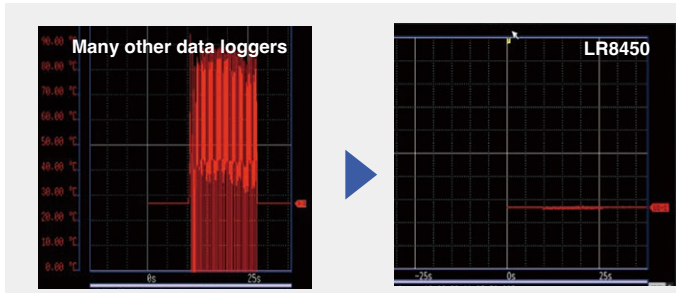 Many other data loggers
90.00 ℃
80.00 ℃
70.00 ℃
60.00 ℃
50.00 ℃
40.00 ℃
30.00 ℃
20.00 ℃
10.00 ℃
0.00 ℃
0s 25s
LR8450
-25s 0s 25s